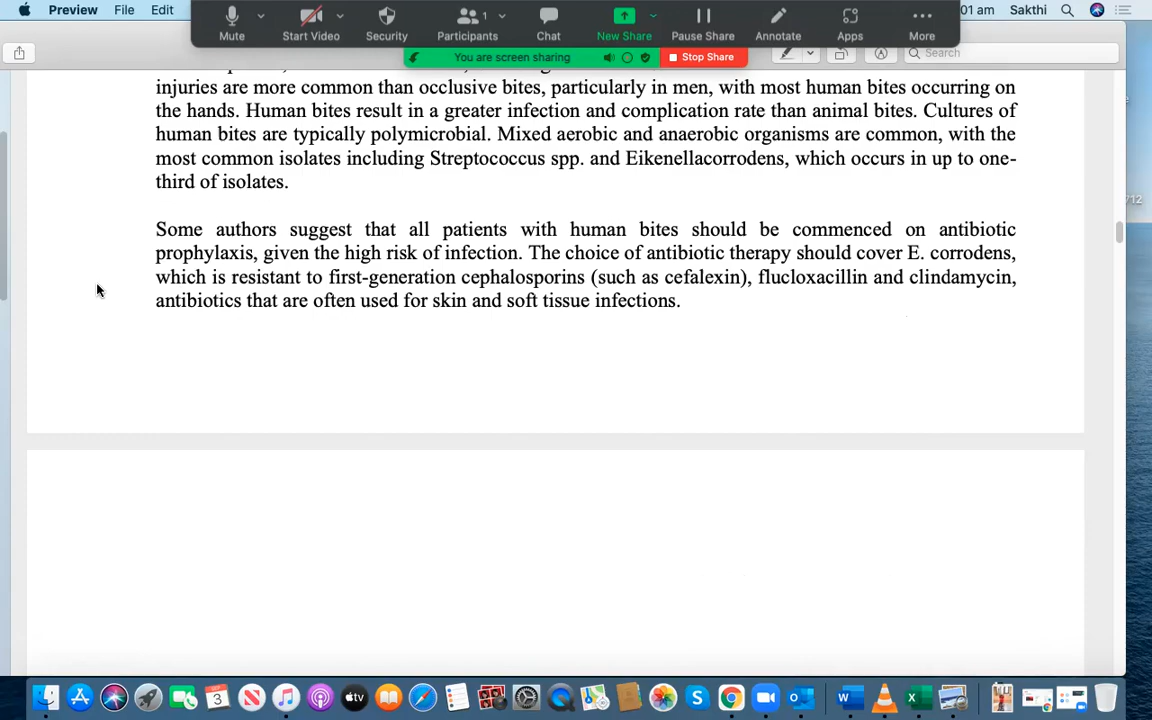 Preview File Edit 01 am Sakthi
Mute Start Video Security Participants 1 Chat New Share Pause Share Annotate Apps More
You are screen sharing Stop Share Search
injuries are more common than occlusive bites, particularly in men, with most human bites occurring on
the hands. Human bites result in a greater infection and complication rate than animal bites. Cultures of
human bites are typically polymicrobial. Mixed aerobic and anaerobic organisms are common, with the
most common isolates including Streptococcus spp. and Eikenellacorrodens, which occurs in up to one-
third of isolates.
Some authors suggest that all patients with human bites should be commenced on antibiotic
prophylaxis, given the high risk of infection. The choice of antibiotic therapy should cover E. corrodens,
which is resistant to first-generation cephalosporins (such as cefalexin), flucloxacillin and clindamycin,
antibiotics that are often used for skin and soft tissue infections.
712
SEP
3
tv